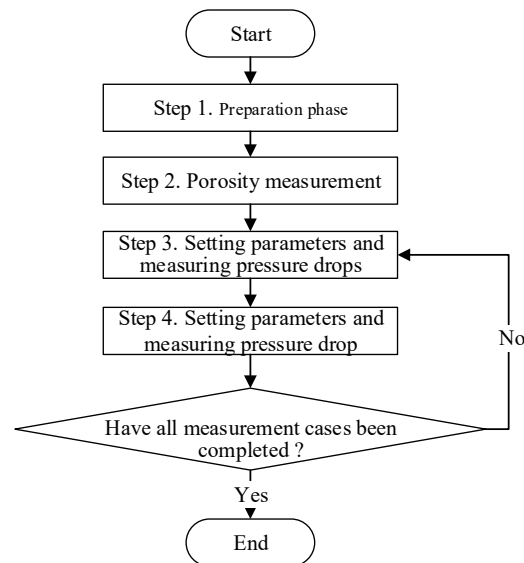 Start
Step 1. Preparation phase
Step 2. Porosity measurement
Step 3. Setting parameters and
measuring pressure drops
Step 4. Setting parameters and
measuring pressure drop
No
Have all measurement cases been
completed ?
Yes
End